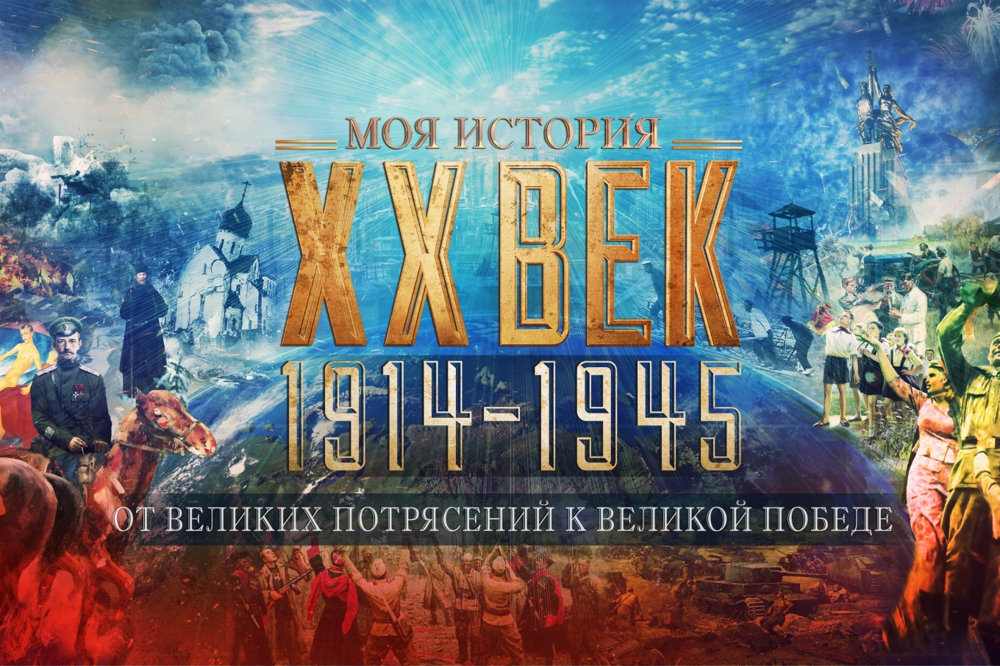 МОЯ ИСТОРИЯ
XX ВЕК
1914-1945
ОТ ВЕЛИКИХ ПОТРЯСЕНИЙ К ВЕЛИКОЙ ПОБЕДЕ